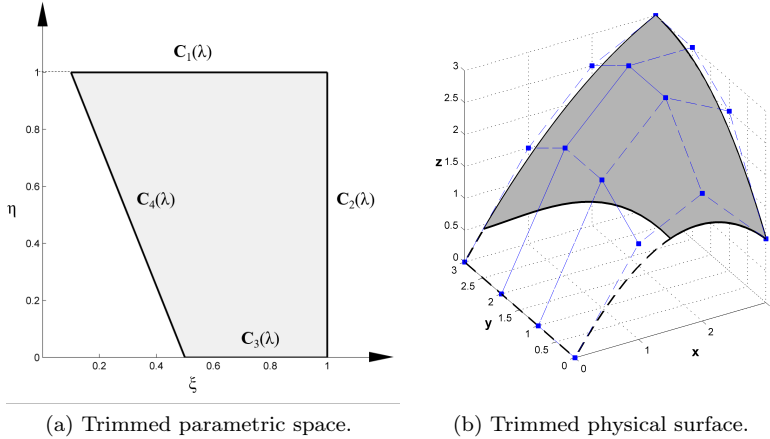 C₁(λ)
1
0.8
0.6
η
C₄(λ)
C₂(λ)
0.4
0.2
C₃(λ)
0
0.2
0.4
0.6
0.8
1
ξ
(a) Trimmed parametric space.
3
2.5
2
z
1.5
1
0.5
0
3
2.5
2
1.5
y
1
0.5
0
0
1
2
x
(b) Trimmed physical surface.